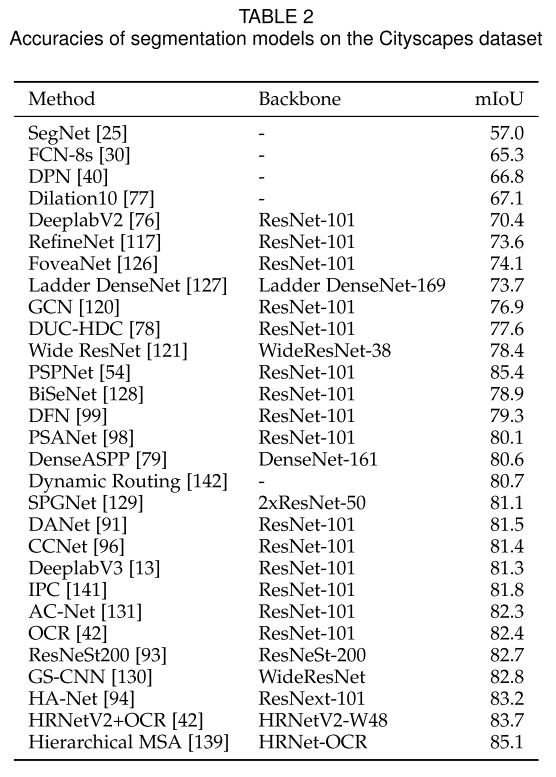 TABLE 2
Accuracies of segmentation models on the Cityscapes dataset
Method Backbone mIoU
SegNet [25] - 57.0
FCN-8s [30] - 65.3
DPN [40] - 66.8
Dilation10 [77] - 67.1
DeeplabV2 [76] ResNet-101 70.4
RefineNet [117] ResNet-101 73.6
FoveaNet [126] ResNet-101 74.1
Ladder DenseNet [127] Ladder DenseNet-169 73.7
GCN [120] ResNet-101 76.9
DUC-HDC [78] ResNet-101 77.6
Wide ResNet [121] WideResNet-38 78.4
PSPNet [54] ResNet-101 85.4
BiSeNet [128] ResNet-101 78.9
DFN [99] ResNet-101 79.3
PSANet [98] ResNet-101 80.1
DenseASPP [79] DenseNet-161 80.6
Dynamic Routing [142] - 80.7
SPGNet [129] 2xResNet-50 81.1
DANet [91] ResNet-101 81.5
CCNet [96] ResNet-101 81.4
DeeplabV3 [13] ResNet-101 81.3
IPC [141] ResNet-101 81.8
AC-Net [131] ResNet-101 82.3
OCR [42] ResNet-101 82.4
ResNeSt200 [93] ResNeSt-200 82.7
GS-CNN [130] WideResNet 82.8
HA-Net [94] ResNext-101 83.2
HRNetV2+OCR [42] HRNetV2-W48 83.7
Hierarchical MSA [139] HRNet-OCR 85.1